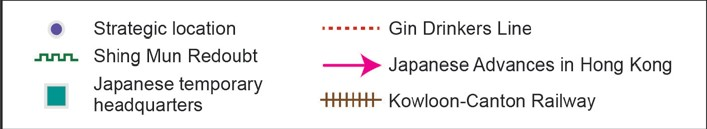 Strategic location
Shing Mun Redoubt
Japanese temporary
headquarters
Gin Drinkers Line
Japanese Advances in Hong Kong
Kowloon-Canton Railway